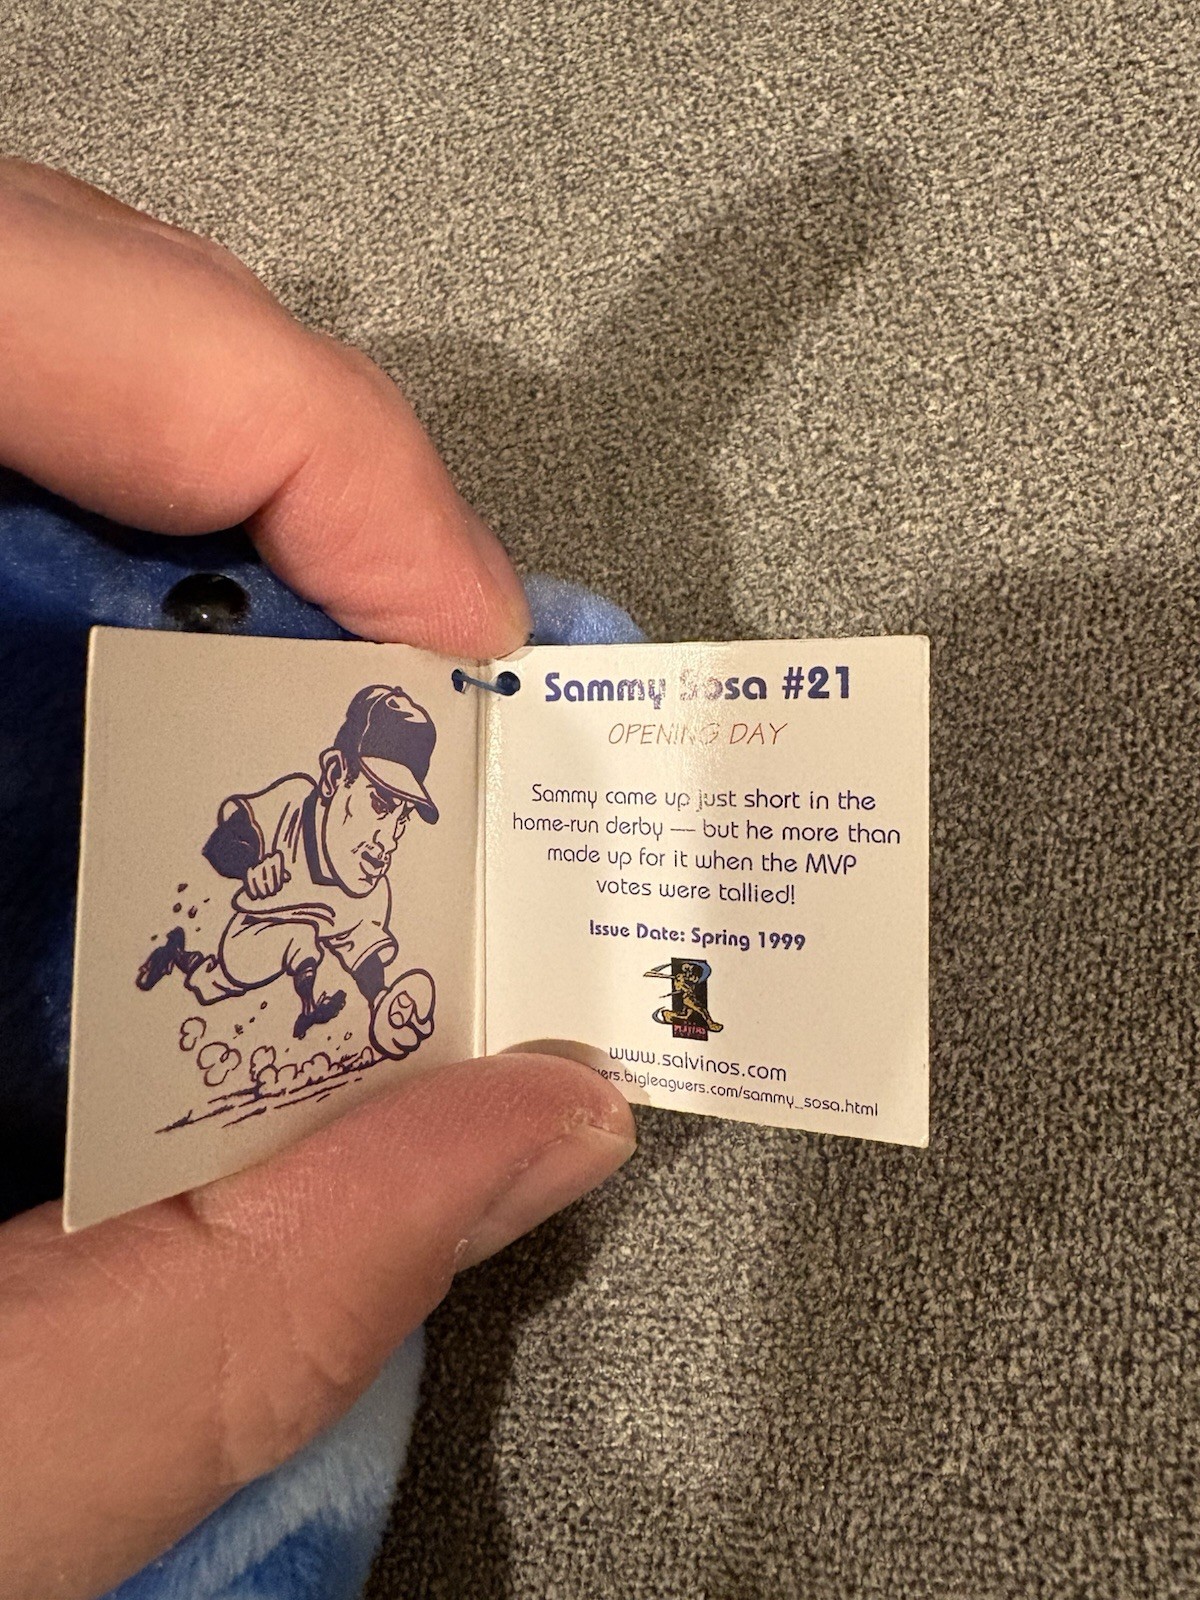 Sammy Sosa #21
OPENING DAY
Sammy came up just short in the
home-run derby — but he more than
made up for it when the MVP
votes were tallied!
Issue Date: Spring 1999
PLAYERS
www.salvinos.com
ers.bigleaguers.com/sammy_sosa.html